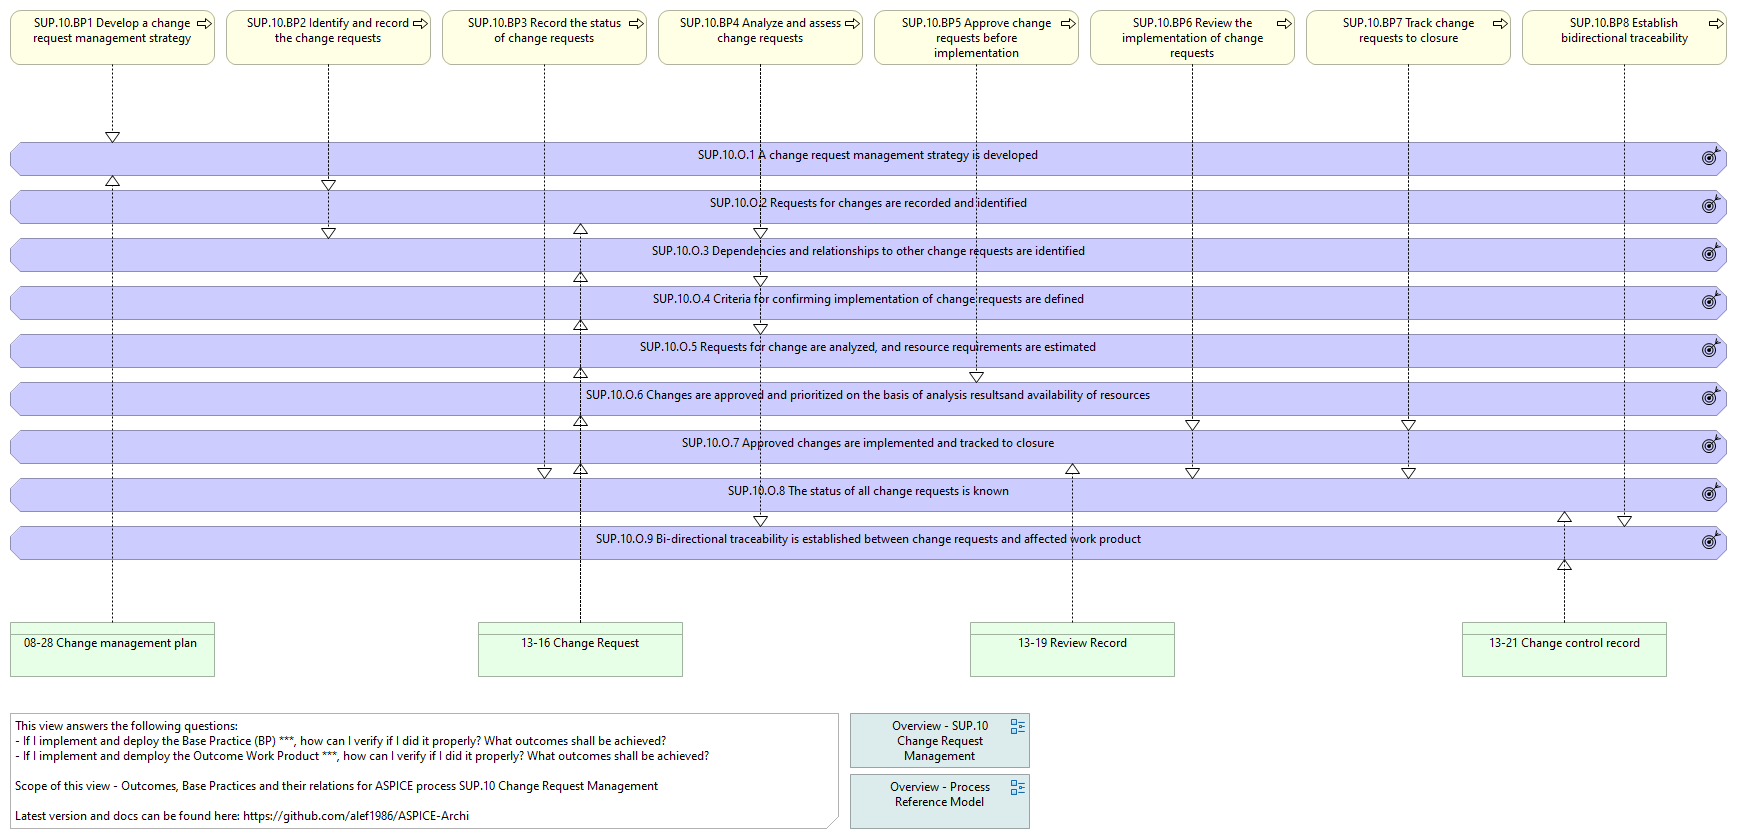 SUP.10.BP1 Develop a change
request management strategy
SUP.10.BP2 Identify and record
the change requests
SUP.10.BP3 Record the status
of change requests
SUP.10.BP4 Analyze and assess
change requests
SUP.10.BP5 Approve change
requests before
implementation
SUP.10.BP6 Review the
implementation of change
requests
SUP.10.BP7 Track change
requests to closure
SUP.10.BP8 Establish
bidirectional traceability
SUP.10.O.1 A change request management strategy is developed
SUP.10.O.2 Requests for changes are recorded and identified
SUP.10.O.3 Dependencies and relationships to other change requests are identified
SUP.10.O.4 Criteria for confirming implementation of change requests are defined
SUP.10.O.5 Requests for change are analyzed, and resource requirements are estimated
SUP.10.O.6 Changes are approved and prioritized on the basis of analysis resultsand availability of resources
SUP.10.O.7 Approved changes are implemented and tracked to closure
SUP.10.O.8 The status of all change requests is known
SUP.10.O.9 Bi-directional traceability is established between change requests and affected work product
08-28 Change management plan
13-16 Change Request
13-19 Review Record
13-21 Change control record
This view answers the following questions:
- If I implement and deploy the Base Practice (BP) ***, how can I verify if I did it properly? What outcomes shall be achieved?
- If I implement and demploy the Outcome Work Product ***, how can I verify if I did it properly? What outcomes shall be achieved?
Scope of this view - Outcomes, Base Practices and their relations for ASPICE process SUP.10 Change Request Management
Latest version and docs can be found here: https://github.com/alef1986/ASPICE-Archi
Overview - SUP.10
Change Request
Management
Overview - Process
Reference Model